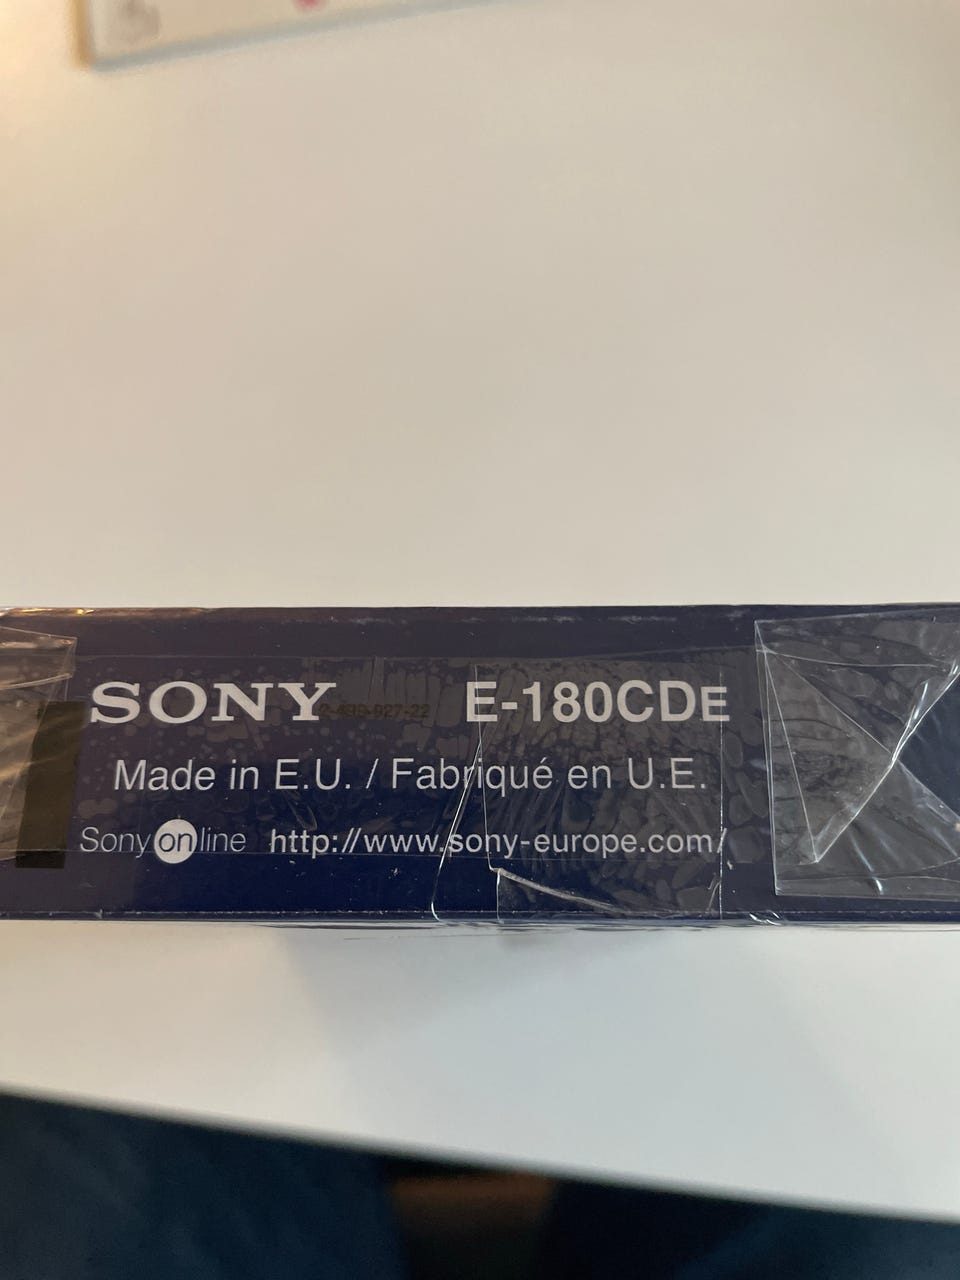 SONY E-180CDE
Made in E.U. / Fabriqué en U.E.
Sony online http://www.sony-europe.com/